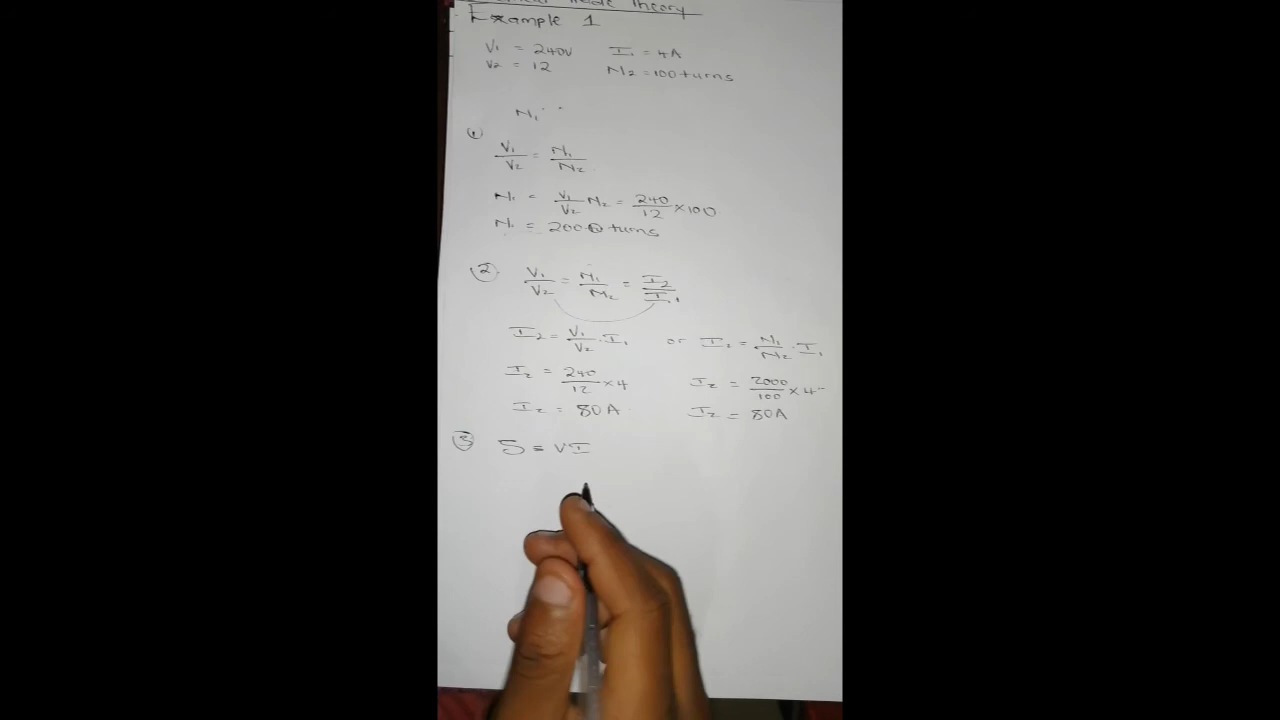 Trade Theory
Example 1
V1 = 240V I1 = 4A
V2 = 12 N2 = 100 turns
N1
1
V1/V2 = N1/N2
N1 = V1/V2 N2 = 240/12 × 100
N1 = 2000 turns
2 V1/V2 = N1/N2 = I2/I1
I2 = V1/V2 . I1 or I2 = N1/N2 . I1
I2 = 240/12 × 4 I2 = 2000/100 × 4
I2 = 80A I2 = 80A
3 S = VI